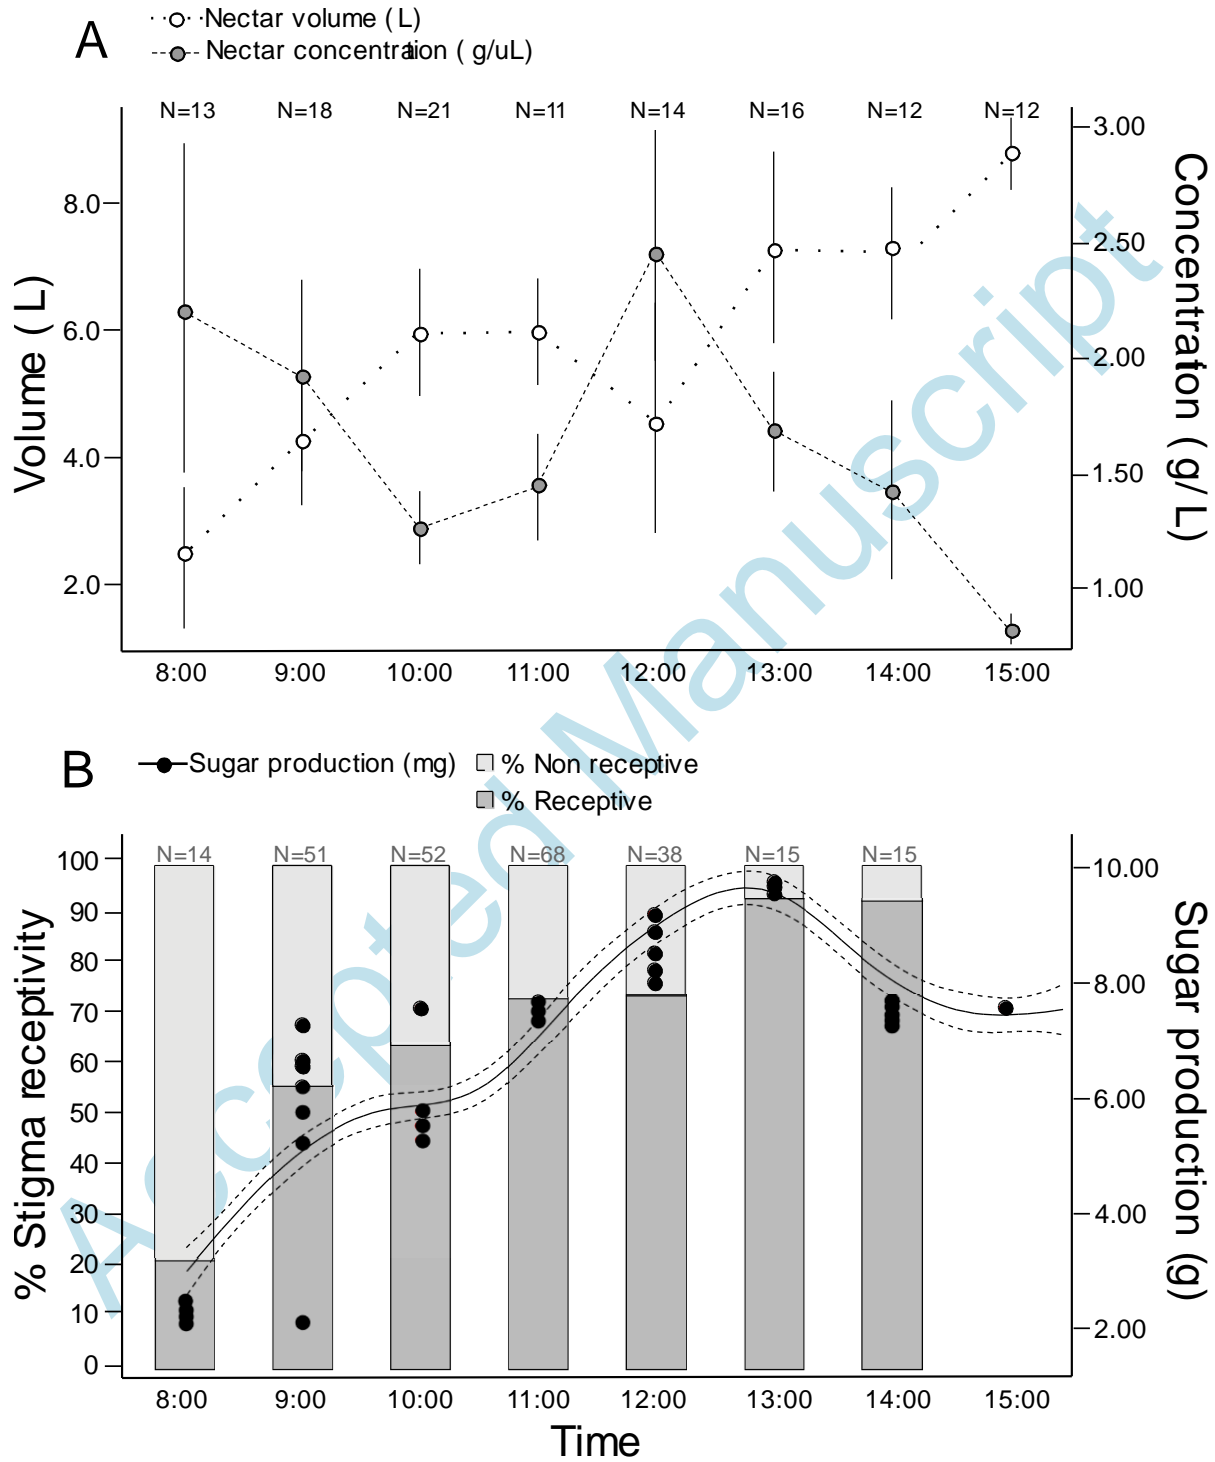 A
Nectar volume ( L)
Nectar concentration ( g/uL)
N=13 N=18 N=21 N=11 N=14 N=16 N=12 N=12
8.0
6.0
4.0
2.0
Volume ( L)
3.00
2.50
2.00
1.50
1.00
Concentration ( g/ L)
8:00 9:00 10:00 11:00 12:00 13:00 14:00 15:00
B
Sugar production (mg)
% Non receptive
% Receptive
N=14 N=51 N=52 N=68 N=38 N=15 N=15
100
90
80
70
60
50
40
30
20
10
0
% Stigma receptivity
10.00
8.00
6.00
4.00
2.00
Sugar production (g)
8:00 9:00 10:00 11:00 12:00 13:00 14:00 15:00
Time
Accepted Manuscript